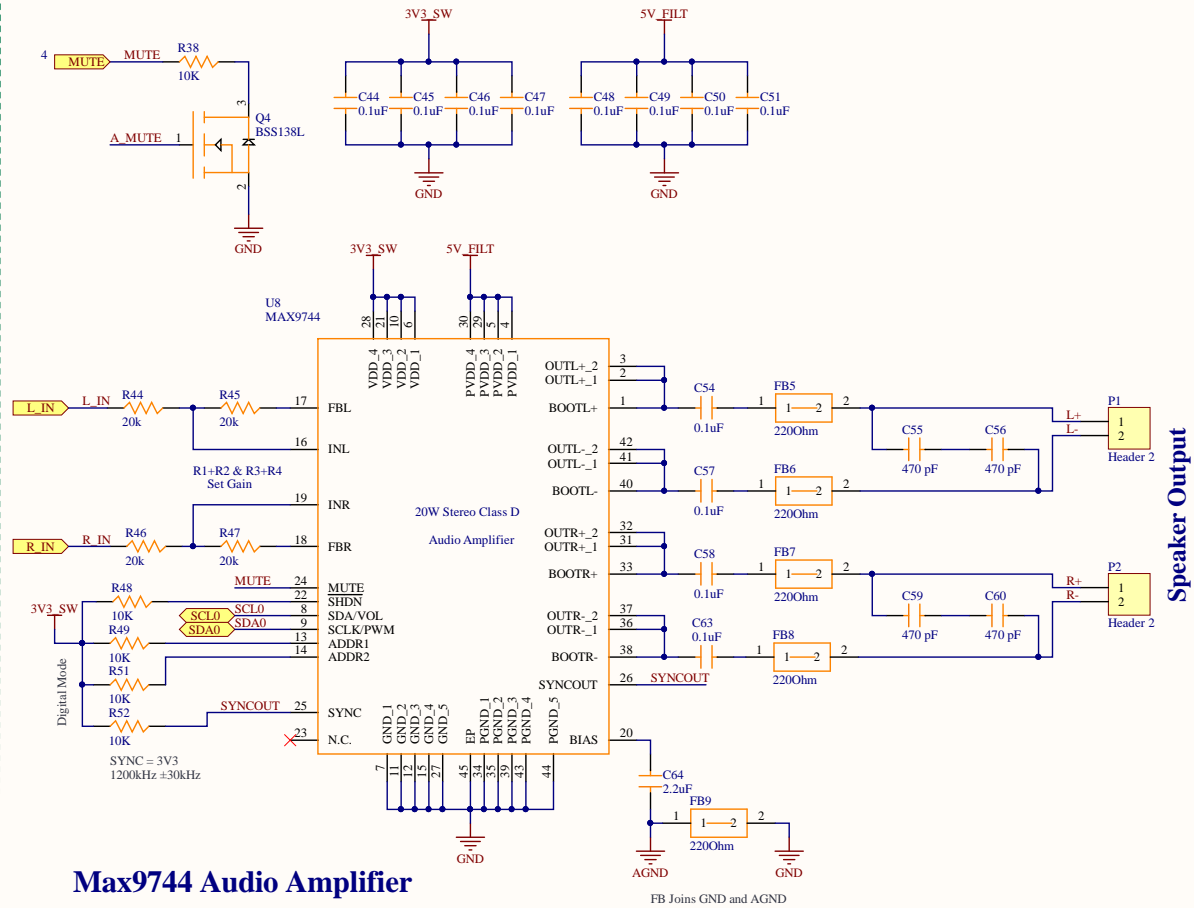 3V3_SW
5V_FILT
4
MUTE
MUTE
R38
10K
3
Q4
BSS138L
A_MUTE
1
2
GND
C44
0.1uF
C45
0.1uF
C46
0.1uF
C47
0.1uF
GND
C48
0.1uF
C49
0.1uF
C50
0.1uF
C51
0.1uF
GND
3V3_SW
5V_FILT
U8
MAX9744
28
21
10
6
30
29
5
4
VDD_4
VDD_3
VDD_2
VDD_1
PVDD_4
PVDD_3
PVDD_2
PVDD_1
L_IN
L_IN
R44
20k
R45
20k
17
FBL
16
INL
R1+R2 & R3+R4
Set Gain
19
INR
R_IN
R_IN
R46
20k
R47
20k
18
FBR
20W Stereo Class D
Audio Amplifier
MUTE
24
MUTE
22
SHDN
SCL0
SCL0
8
SDA/VOL
SDA0
SDA0
9
SCLK/PWM
13
ADDR1
14
ADDR2
3V3_SW
R48
10K
R49
10K
R51
10K
R52
10K
Digital Mode
SYNCOUT
25
SYNC
23
N.C.
SYNC = 3V3
1200kHz ±30kHz
OUTL+_2
3
OUTL+_1
2
BOOTL+
1
C54
0.1uF
FB5
1
1
2
2
220Ohm
OUTL-_2
42
OUTL-_1
41
BOOTL-
40
C57
0.1uF
FB6
1
1
2
2
220Ohm
C55
470 pF
C56
470 pF
L+
L-
P1
1
2
Header 2
OUTR+_2
32
OUTR+_1
31
BOOTR+
33
C58
0.1uF
FB7
1
1
2
2
220Ohm
OUTR-_2
37
OUTR-_1
36
BOOTR-
38
C63
0.1uF
FB8
1
1
2
2
220Ohm
C59
470 pF
C60
470 pF
R+
R-
P2
1
2
Header 2
Speaker Output
SYNCOUT
26
SYNCOUT
BIAS
20
GND_1
GND_2
GND_3
GND_4
GND_5
EP
PGND_1
PGND_2
PGND_3
PGND_4
PGND_5
7
11
12
15
27
45
34
35
39
43
44
GND
C64
2.2uF
FB9
1
1
2
2
220Ohm
AGND
GND
Max9744 Audio Amplifier
FB Joins GND and AGND